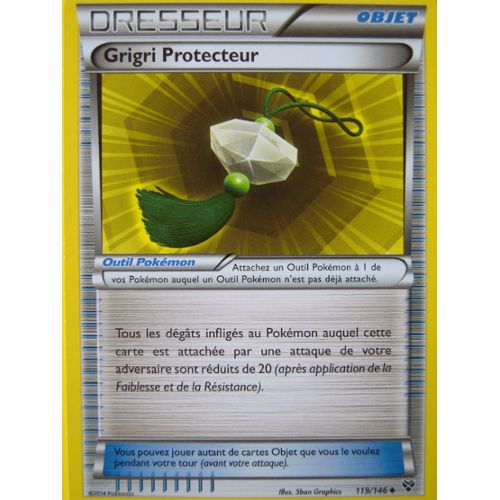 DRESSEUR OBJET
Grigri Protecteur
Outil Pokémon
Attachez un Outil Pokémon à 1 de
vos Pokémon auquel un Outil Pokémon n'est pas déjà attaché.
Tous les dégâts infligés au Pokémon auquel cette
carte est attachée par une attaque de votre
adversaire sont réduits de 20 (après application de la
Faiblesse et de la Résistance).
Vous pouvez jouer autant de cartes Objet que vous le voulez
pendant votre tour (avant votre attaque).
©2014 Pokémon Illus. 5ban Graphics 119/146